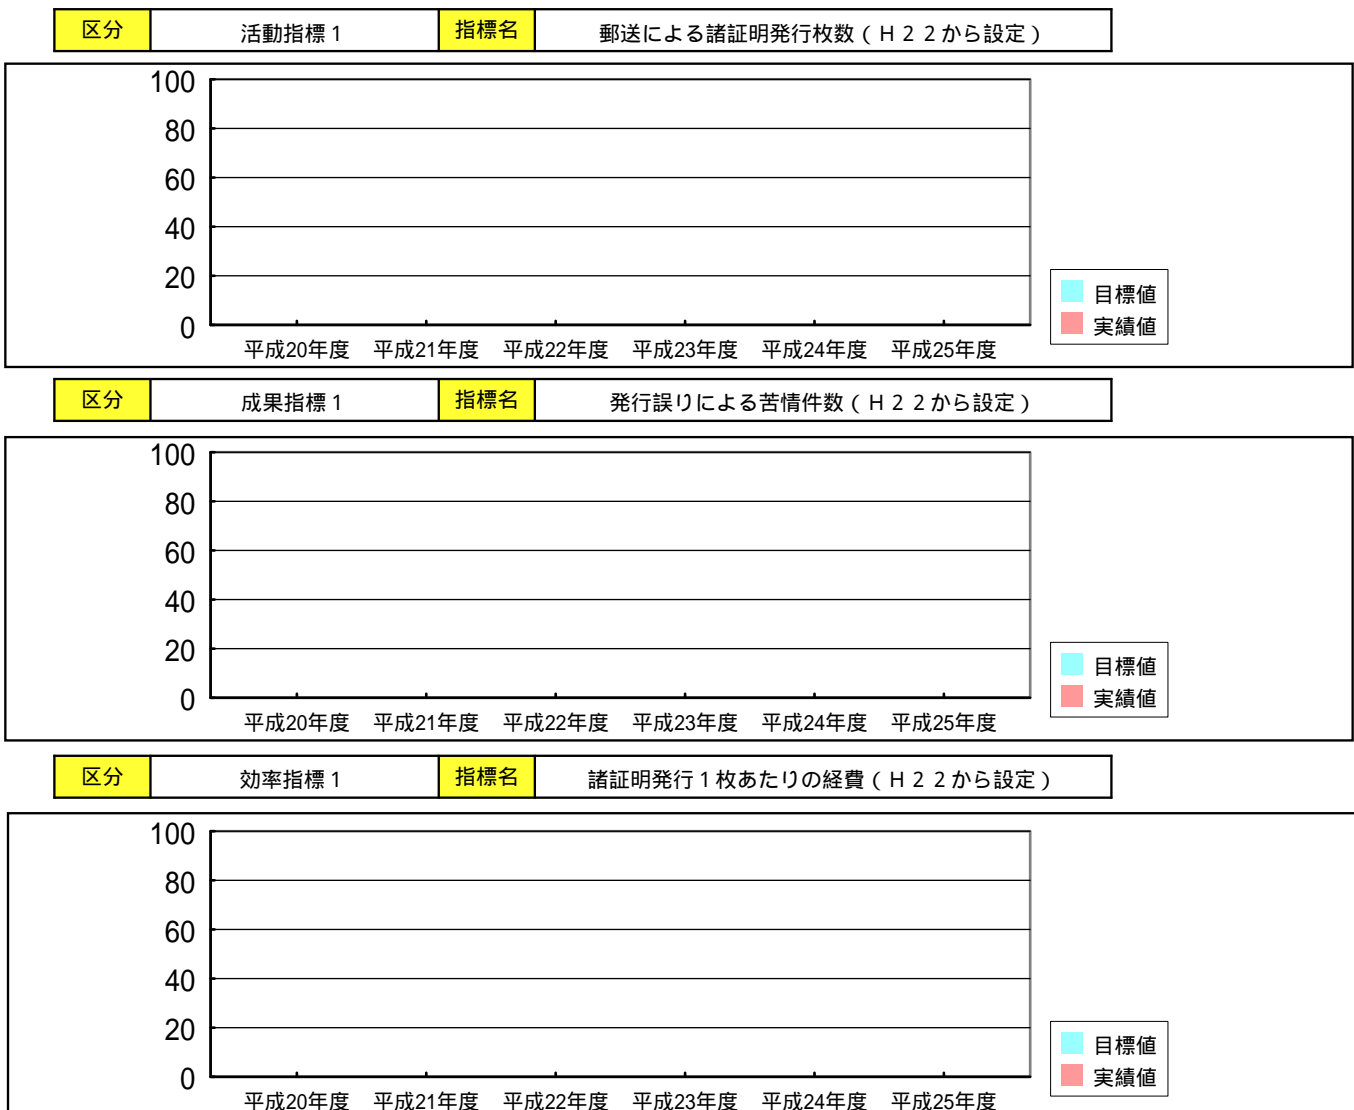 区分 活動指標1 指標名 郵送による諸証明発行枚数(H22から設定)
100
80
60
40
20
0
平成20年度 平成21年度 平成22年度 平成23年度 平成24年度 平成25年度
目標値
実績値
区分 成果指標1 指標名 発行誤りによる苦情件数(H22から設定)
100
80
60
40
20
0
平成20年度 平成21年度 平成22年度 平成23年度 平成24年度 平成25年度
目標値
実績値
区分 効率指標1 指標名 諸証明発行1枚あたりの経費(H22から設定)
100
80
60
40
20
0
平成20年度 平成21年度 平成22年度 平成23年度 平成24年度 平成25年度
目標値
実績値